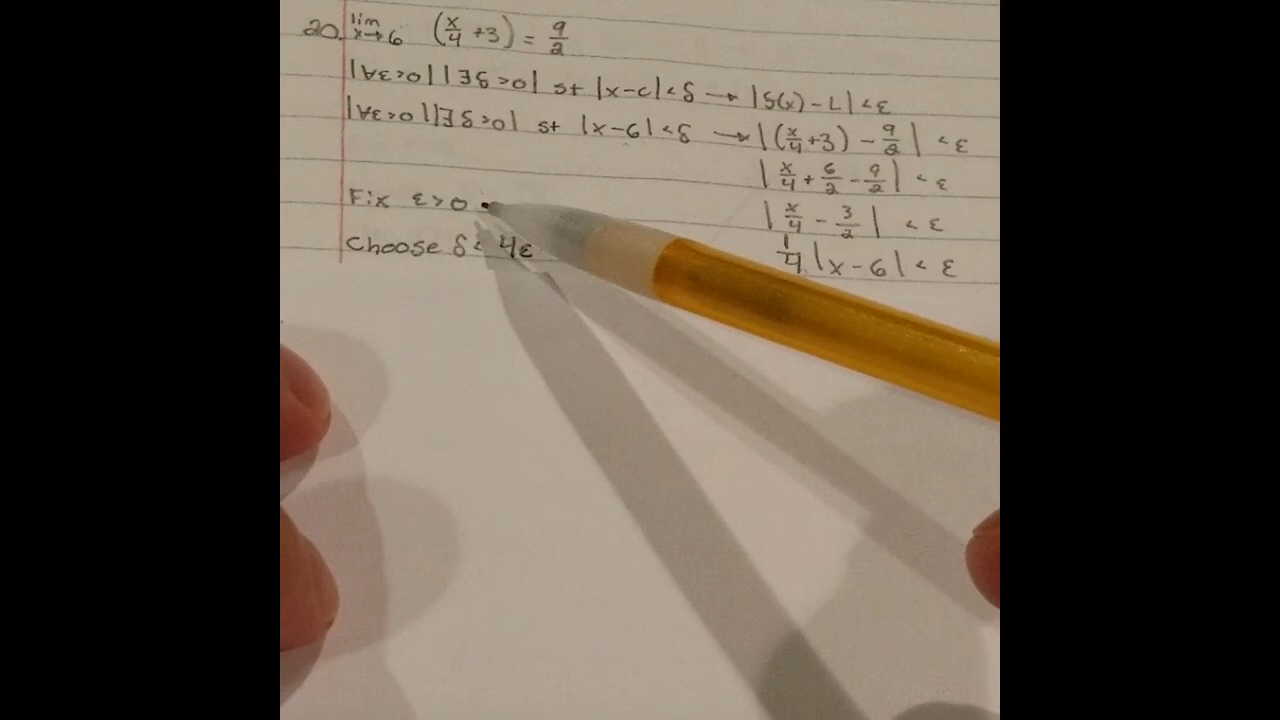 20. lim x→6 (x/4 + 3) = 9/2
|∀ε>0||∃δ>0| st |x-c|<δ → |f(x)-L|<ε
|∀ε>0||∃δ>0| st |x-6|<δ → |(x/4 + 3) - 9/2| <ε
|x/4 + 6/2 - 9/2| <ε
Fix ε>0
|x/4 - 3/2| <ε
Choose δ< 4ε
1/4 |x-6| <ε